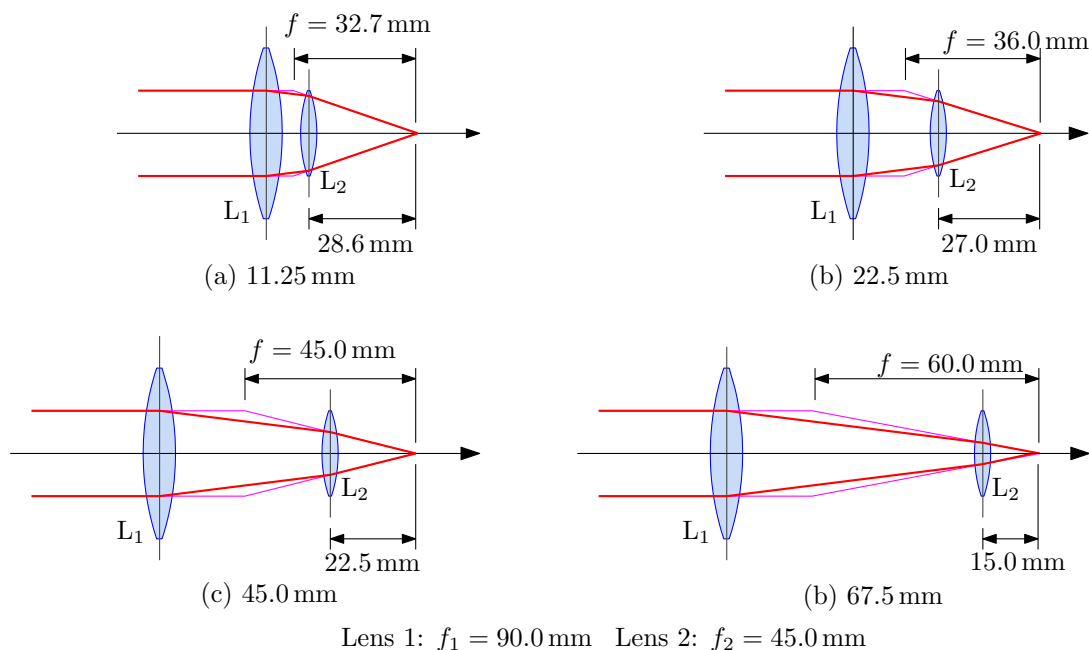 f = 32.7 mm
L1
L2
28.6 mm
(a) 11.25 mm
f = 36.0 mm
L1
L2
27.0 mm
(b) 22.5 mm
f = 45.0 mm
L1
L2
22.5 mm
(c) 45.0 mm
f = 60.0 mm
L1
L2
15.0 mm
(b) 67.5 mm
Lens 1: f1 = 90.0 mm Lens 2: f2 = 45.0 mm